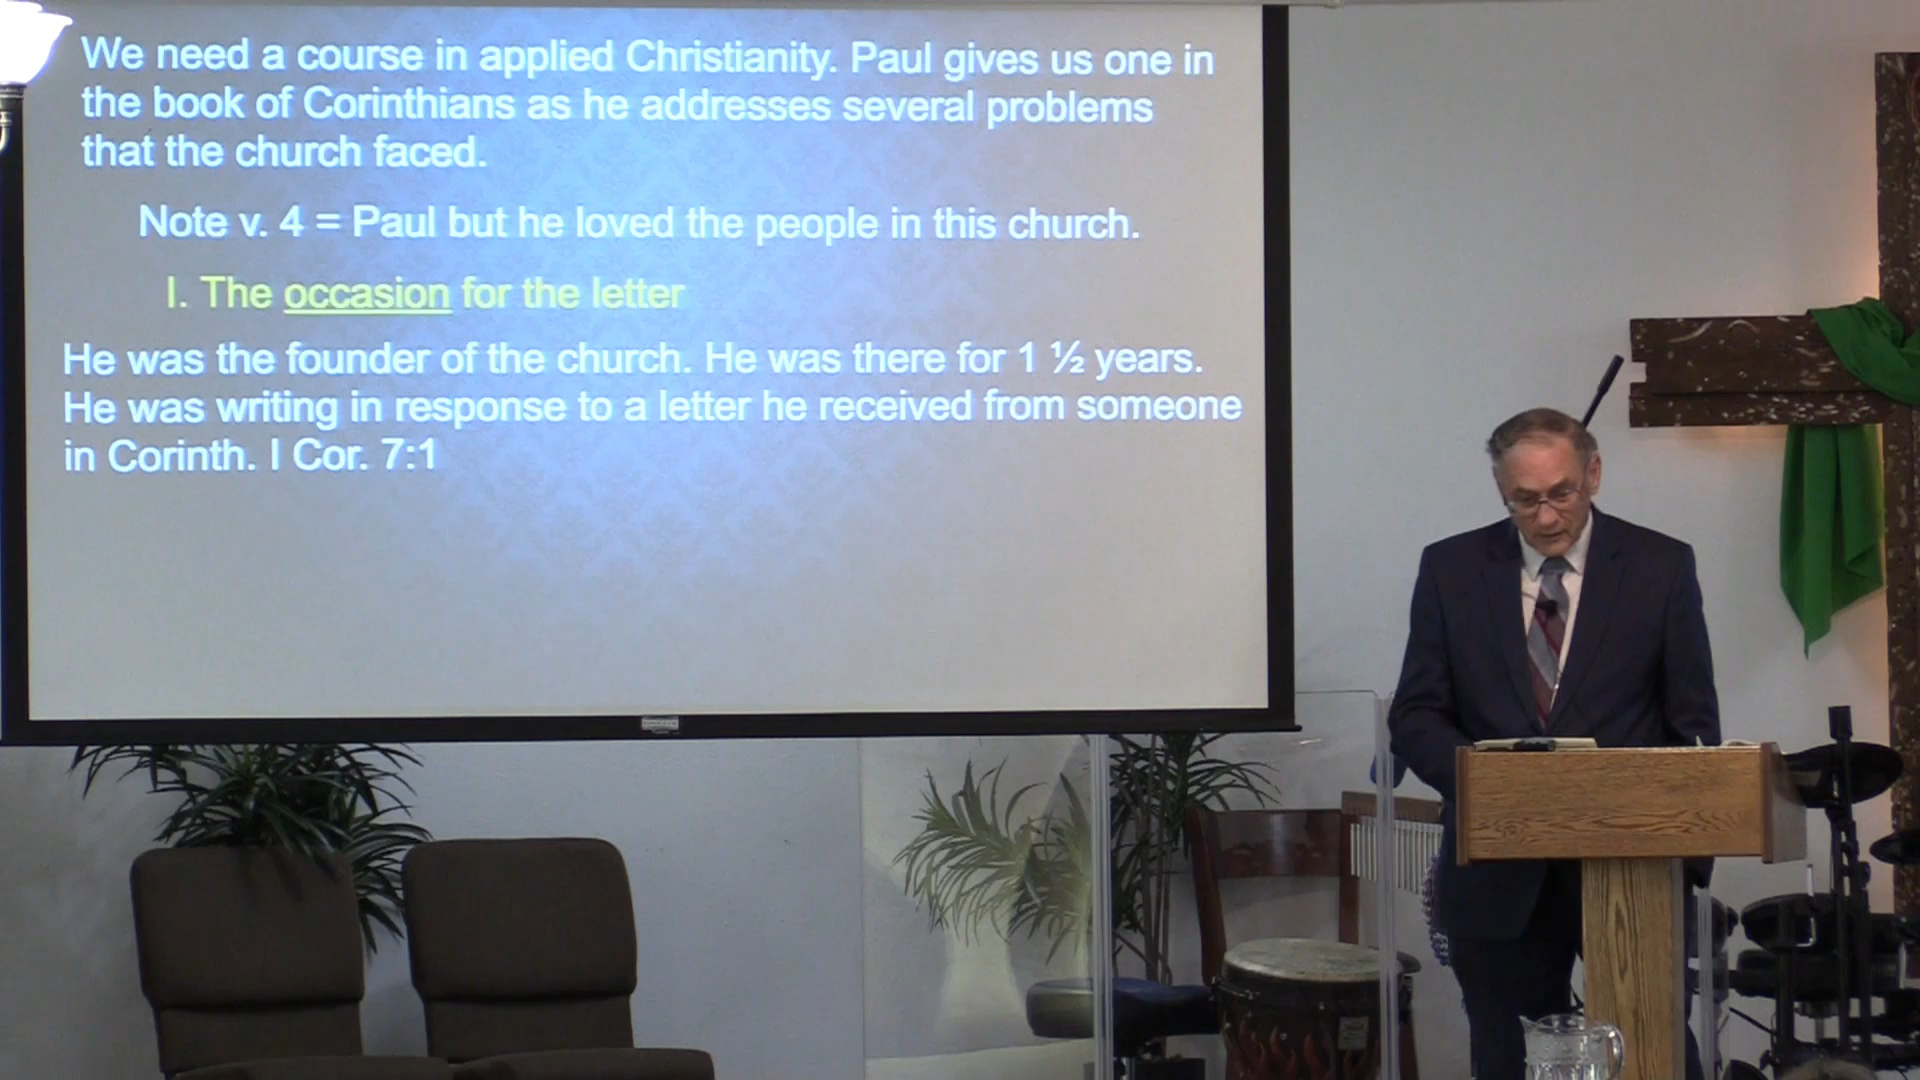 We need a course in applied Christianity. Paul gives us one in
the book of Corinthians as he addresses several problems
that the church faced.
Note v. 4 = Paul but he loved the people in this church.
I. The occasion for the letter
He was the founder of the church. He was there for 1 ½ years.
He was writing in response to a letter he received from someone
in Corinth. I Cor. 7:1